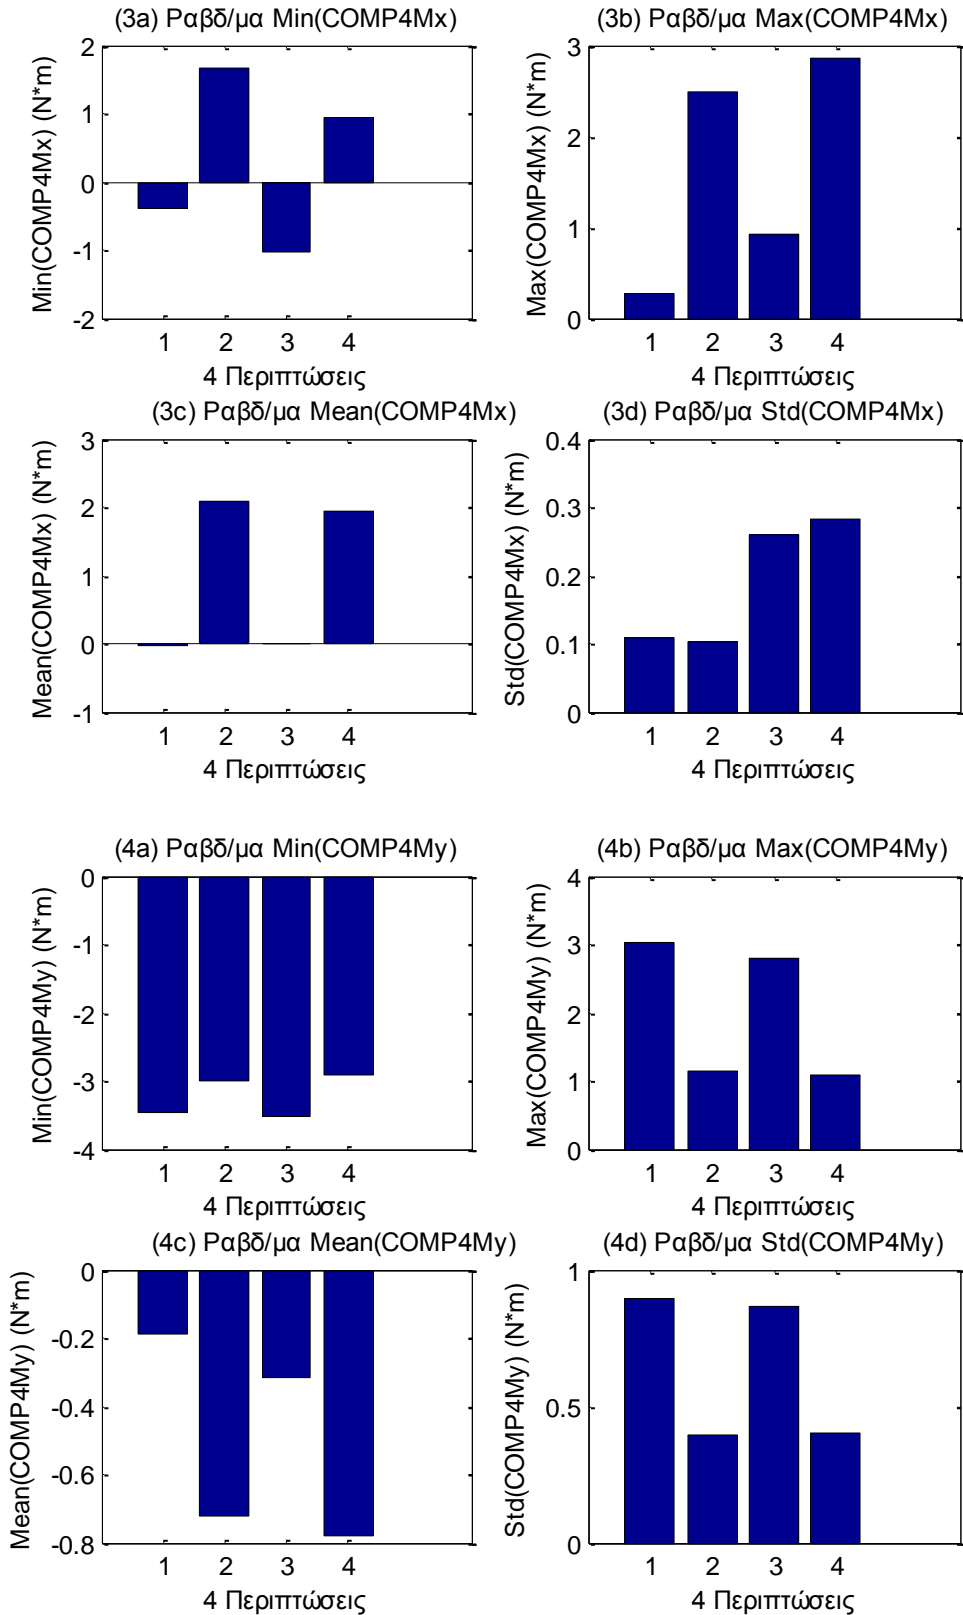 (3a) Ραβδ/μα Min(COMP4Mx)
Min(COMP4Mx) (N*m)
2
1
0
-1
-2
1 2 3 4
4 Περιπτώσεις
(3b) Ραβδ/μα Max(COMP4Mx)
Max(COMP4Mx) (N*m)
3
2
1
0
1 2 3 4
4 Περιπτώσεις
(3c) Ραβδ/μα Mean(COMP4Mx)
Mean(COMP4Mx) (N*m)
3
2
1
0
-1
1 2 3 4
4 Περιπτώσεις
(3d) Ραβδ/μα Std(COMP4Mx)
Std(COMP4Mx) (N*m)
0.4
0.3
0.2
0.1
0
1 2 3 4
4 Περιπτώσεις
(4a) Ραβδ/μα Min(COMP4My)
Min(COMP4My) (N*m)
0
-1
-2
-3
-4
1 2 3 4
4 Περιπτώσεις
(4b) Ραβδ/μα Max(COMP4My)
Max(COMP4My) (N*m)
4
3
2
1
0
1 2 3 4
4 Περιπτώσεις
(4c) Ραβδ/μα Mean(COMP4My)
Mean(COMP4My) (N*m)
0
-0.2
-0.4
-0.6
-0.8
1 2 3 4
4 Περιπτώσεις
(4d) Ραβδ/μα Std(COMP4My)
Std(COMP4My) (N*m)
1
0.5
0
1 2 3 4
4 Περιπτώσεις